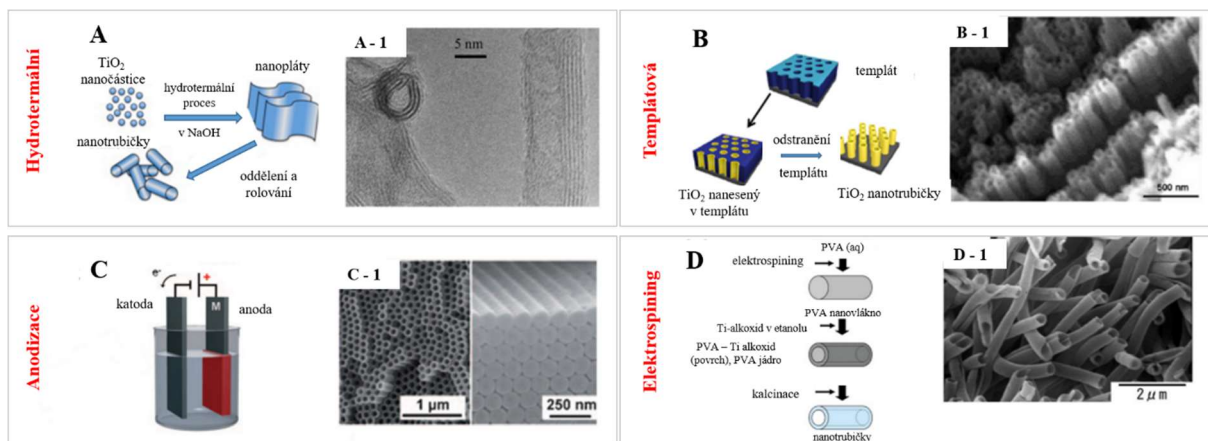 Hydrotermální
A
TiO2
nanočástice
hydrotermální
proces
v NaOH
nanopláty
nanotrubičky
oddělení a
rolování
A - 1
5 nm
Templátová
B
templát
odstranění
templátu
TiO2 nanesený
v templátu
TiO2 nanotrubičky
B - 1
500 nm
Anodizace
C
e-
+
katoda
M
anoda
C - 1
1 µm
250 nm
Elektrospining
D
PVA (aq)
elektrospining
PVA nanovlákno
Ti-alkoxid v etanolu
PVA – Ti alkoxid
(povrch), PVA jádro
kalcinace
nanotrubičky
D - 1
2 µm